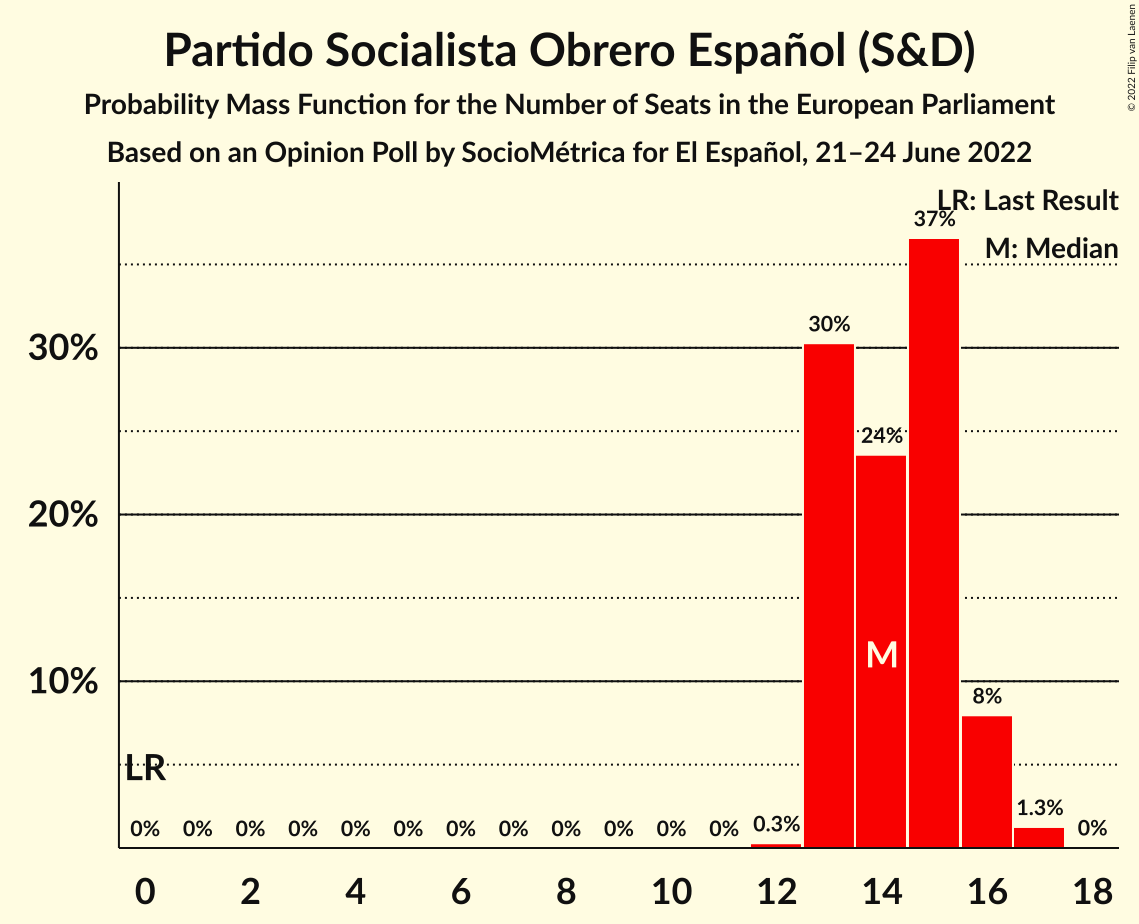 © 2022 Filip van Laenen
Partido Socialista Obrero Español (S&D)
Probability Mass Function for the Number of Seats in the European Parliament
Based on an Opinion Poll by SocioMétrica for El Español, 21–24 June 2022
LR: Last Result
M: Median
37%
30%
30%
24%
20%
M
10%
8%
LR
0% 0% 0% 0% 0% 0% 0% 0% 0% 0% 0% 0% 0.3% 1.3% 0%
0 2 4 6 8 10 12 14 16 18